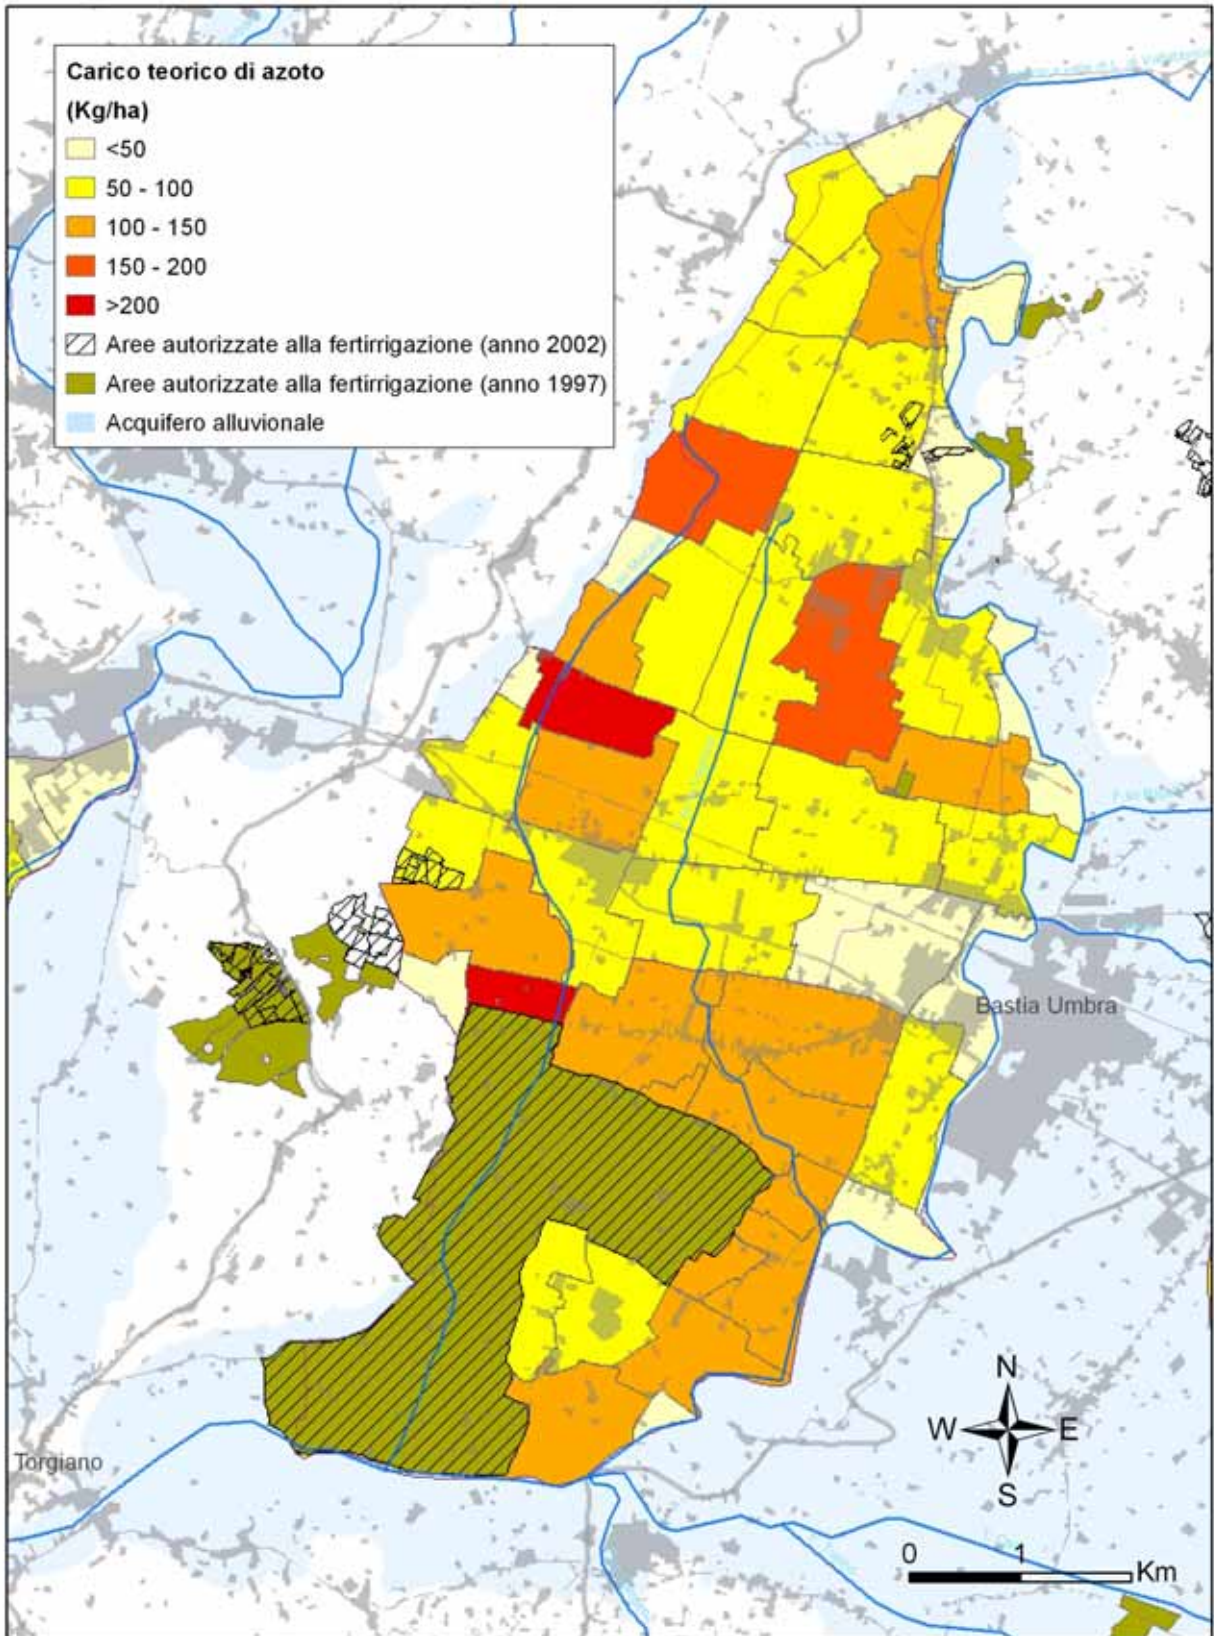 Carico teorico di azoto
(Kg/ha)
<50
50 - 100
100 - 150
150 - 200
>200
Aree autorizzate alla fertirrigazione (anno 2002)
Aree autorizzate alla fertirrigazione (anno 1997)
Acquifero alluvionale
Bastia Umbra
N
W E
S
Torgiano
0 1
Km